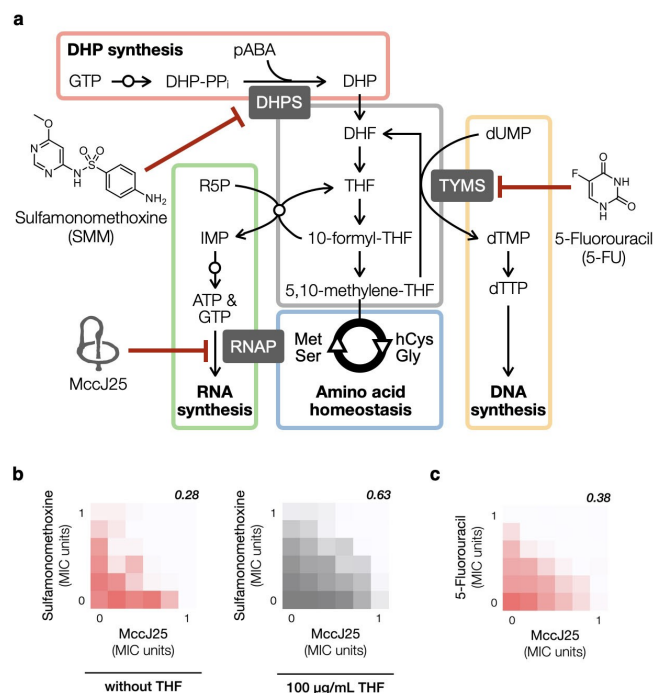 a
DHP synthesis
pABA
GTP
DHP-PPi
DHP
DHPS
O
N
N
N
H
O O
S
NH₂
Sulfamonomethoxine
(SMM)
DHF
dUMP
R5P
THF
TYMS
F
O
NH
N
H
O
5-Fluorouracil
(5-FU)
IMP
10-formyl-THF
dTMP
5,10-methylene-THF
dTTP
ATP &
GTP
MccJ25
RNAP
Met
Ser
hCys
Gly
RNA
synthesis
Amino acid
homeostasis
DNA
synthesis
b
0.28
Sulfamonomethoxine
(MIC units)
1
0
0
1
MccJ25
(MIC units)
without THF
0.63
Sulfamonomethoxine
(MIC units)
1
0
0
1
MccJ25
(MIC units)
100 µg/mL THF
c
0.38
5-Fluorouracil
(MIC units)
1
0
0
1
MccJ25
(MIC units)